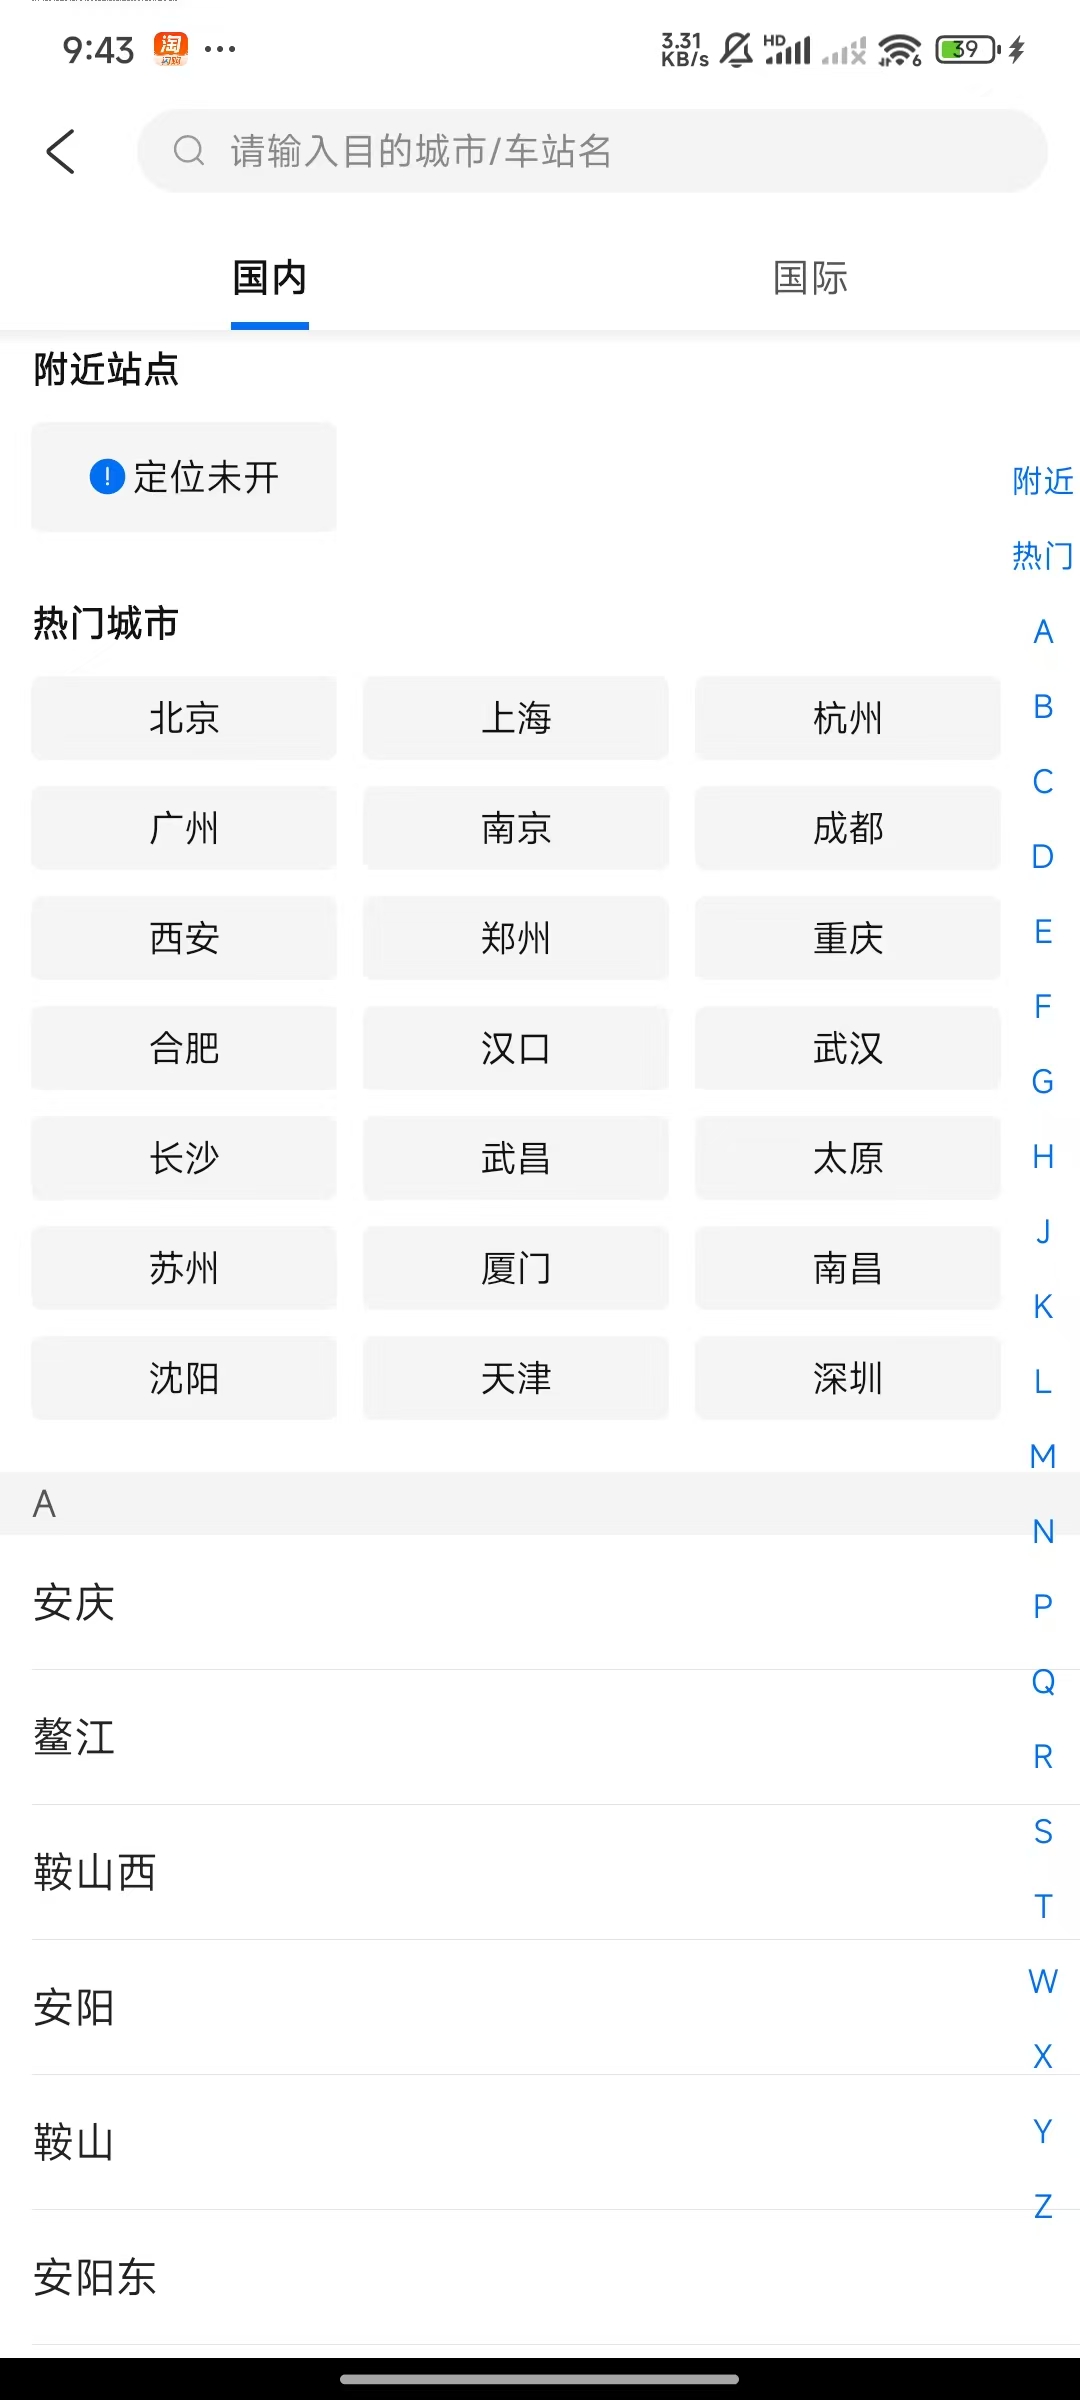 9:43 淘 闪购 ... 3.31 KB/s HD 6 39
请输入目的城市/车站名
国内 国际
附近站点
! 定位未开
附近
热门
热门城市
A
北京 上海 杭州
B
C
广州 南京 成都
D
西安 郑州 重庆
E
F
合肥 汉口 武汉
G
长沙 武昌 太原
H
J
苏州 厦门 南昌
K
沈阳 天津 深圳
L
M
A
N
安庆
P
Q
鳌江
R
S
鞍山西
T
W
安阳
X
Y
鞍山
Z
安阳东